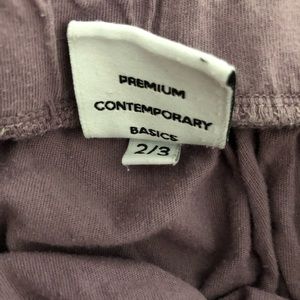 PREMIUM
CONTEMPORARY
BASICS
2/3